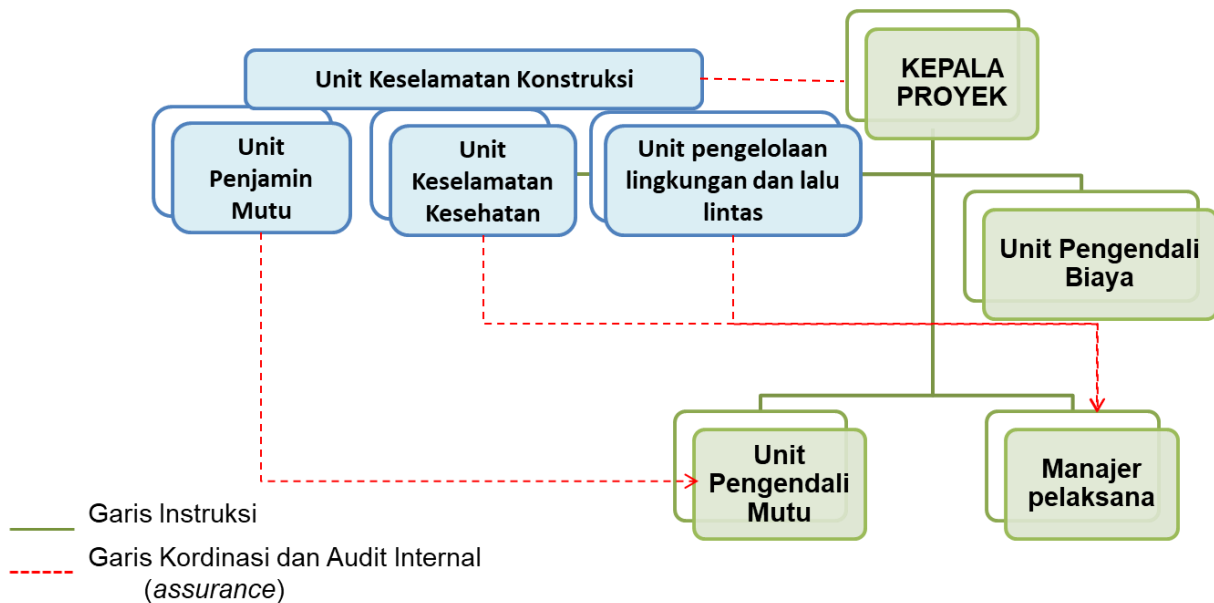 Unit Keselamatan Konstruksi
KEPALA
PROYEK
Unit
Penjamin
Mutu
Unit
Keselamatan
Kesehatan
Unit pengelolaan
lingkungan dan lalu
lintas
Unit Pengendali
Biaya
Unit
Pengendali
Mutu
Manajer
pelaksana
Garis Instruksi
Garis Kordinasi dan Audit Internal
(assurance)